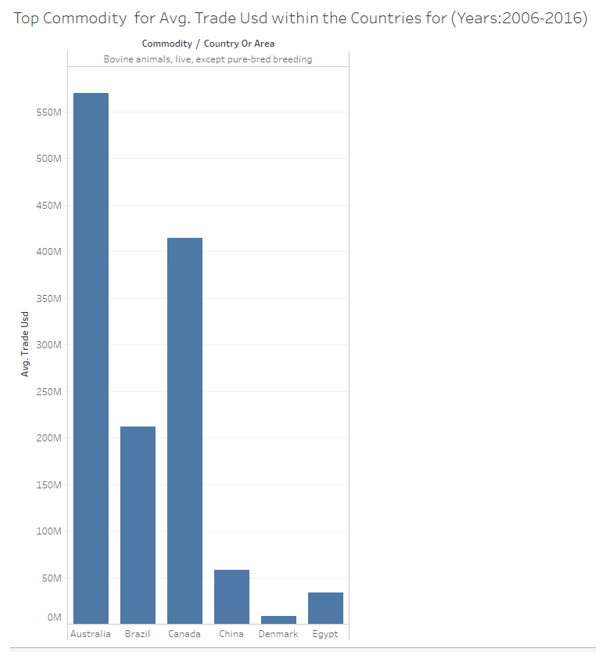 Top Commodity for Avg. Trade Usd within the Countries for (Years:2006-2016)
Commodity / Country Or Area
Bovine animals, live, except pure-bred breeding
550M
500M
450M
400M
350M
300M
250M
200M
150M
100M
50M
0M
Avg. Trade Usd
Australia Brazil Canada China Denmark Egypt